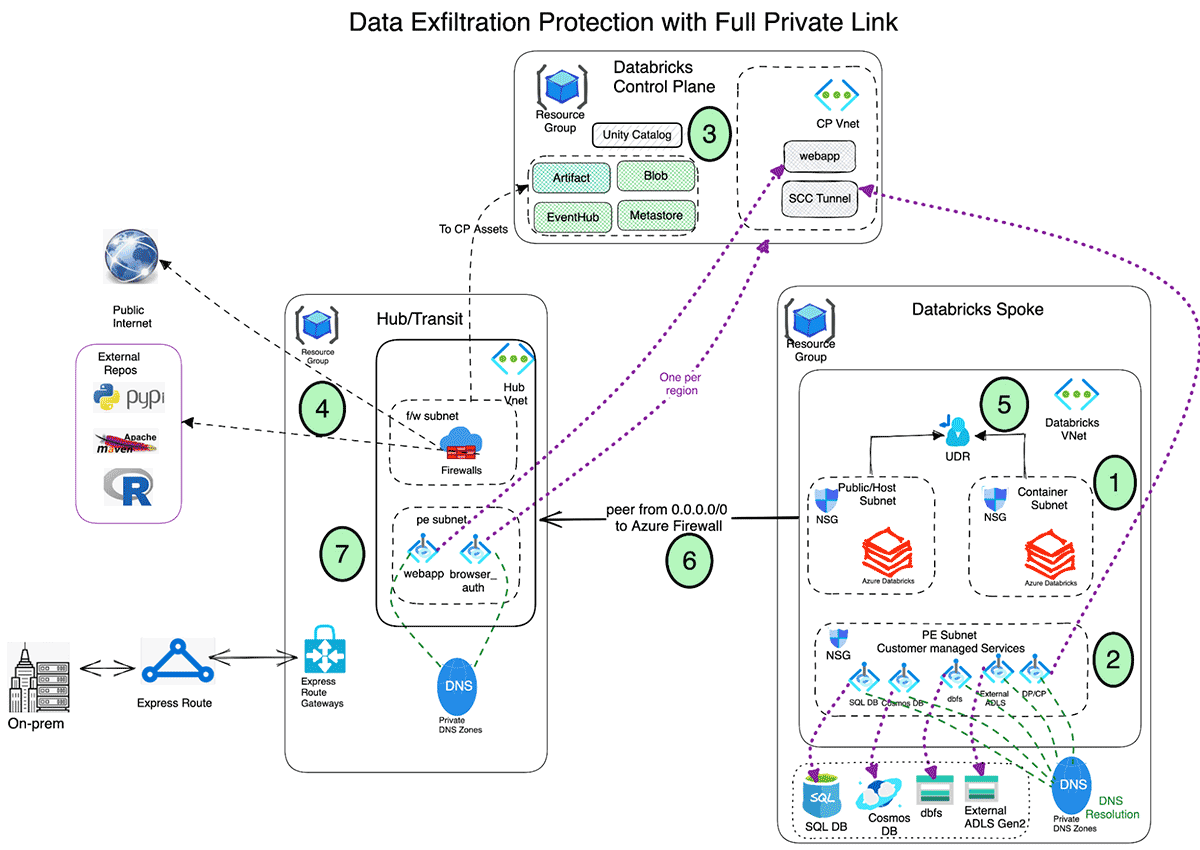 Data Exfiltration Protection with Full Private Link
Databricks
Control Plane
Resource
Group
Unity Catalog
3
CP Vnet
webapp
SCC Tunnel
Artifact
Blob
EventHub
Metastore
To CP Assets
Public
Internet
External
Repos
pypi
Apache
maven
R
Hub/Transit
Resource
Group
4
Hub
Vnet
f/w subnet
Firewalls
One per
region
7
pe subnet
webapp
browser_
auth
Express
Route
Gateways
DNS
Private
DNS Zones
On-prem
Express Route
peer from 0.0.0.0/0
to Azure Firewall
6
Databricks Spoke
Resource
Group
5
Databricks
VNet
UDR
1
Public/Host
Subnet
NSG
Azure Databricks
Container
Subnet
NSG
Azure Databricks
PE Subnet
Customer managed Services
NSG
2
SQL DB
Cosmos DB
dbfs
External
ADLS
DP/CP
SQL
SQL DB
Cosmos
DB
dbfs
External
ADLS Gen2
DNS
Private
DNS Zones
DNS
Resolution